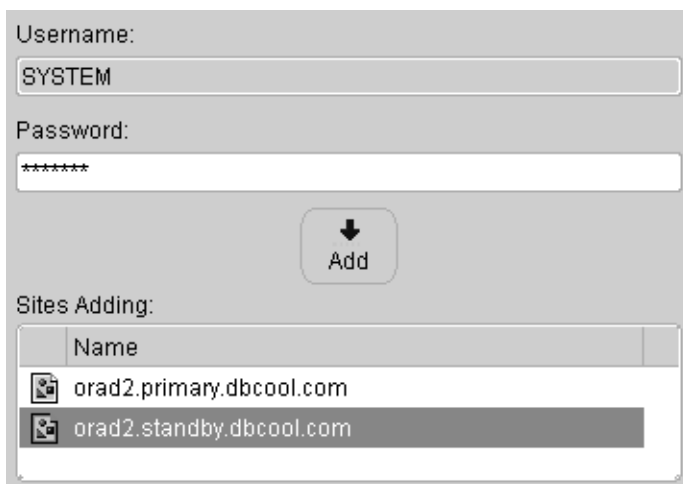 Username:
SYSTEM
Password:
*******
Add
Sites Adding:
Name
orad2.primary.dbcool.com
orad2.standby.dbcool.com